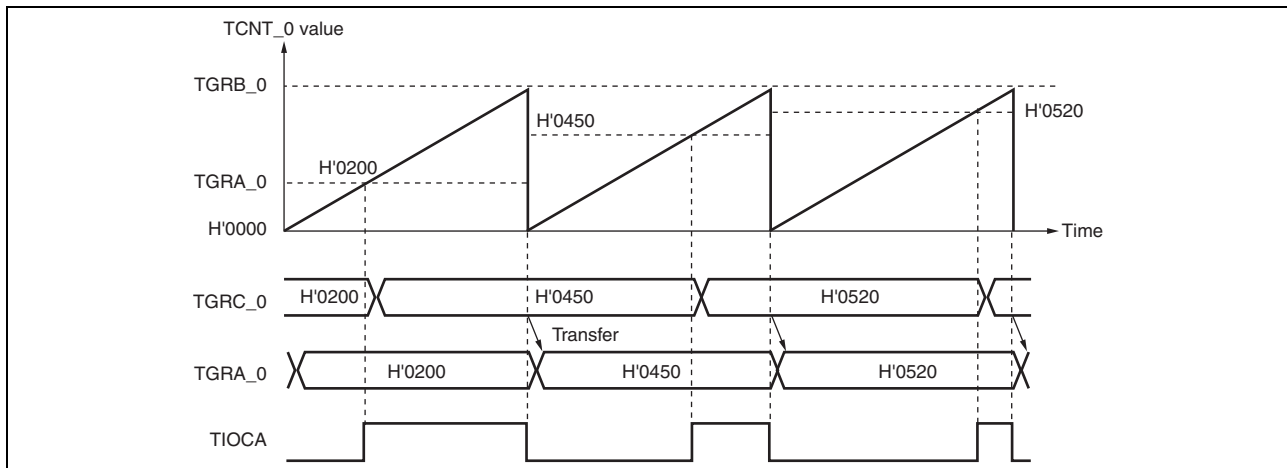 TCNT_0 value
TGRB_0
H'0520
H'0450
H'0200
TGRA_0
H'0000
Time
TGRC_0
H'0200
H'0450
H'0520
Transfer
TGRA_0
H'0200
H'0450
H'0520
TIOCA